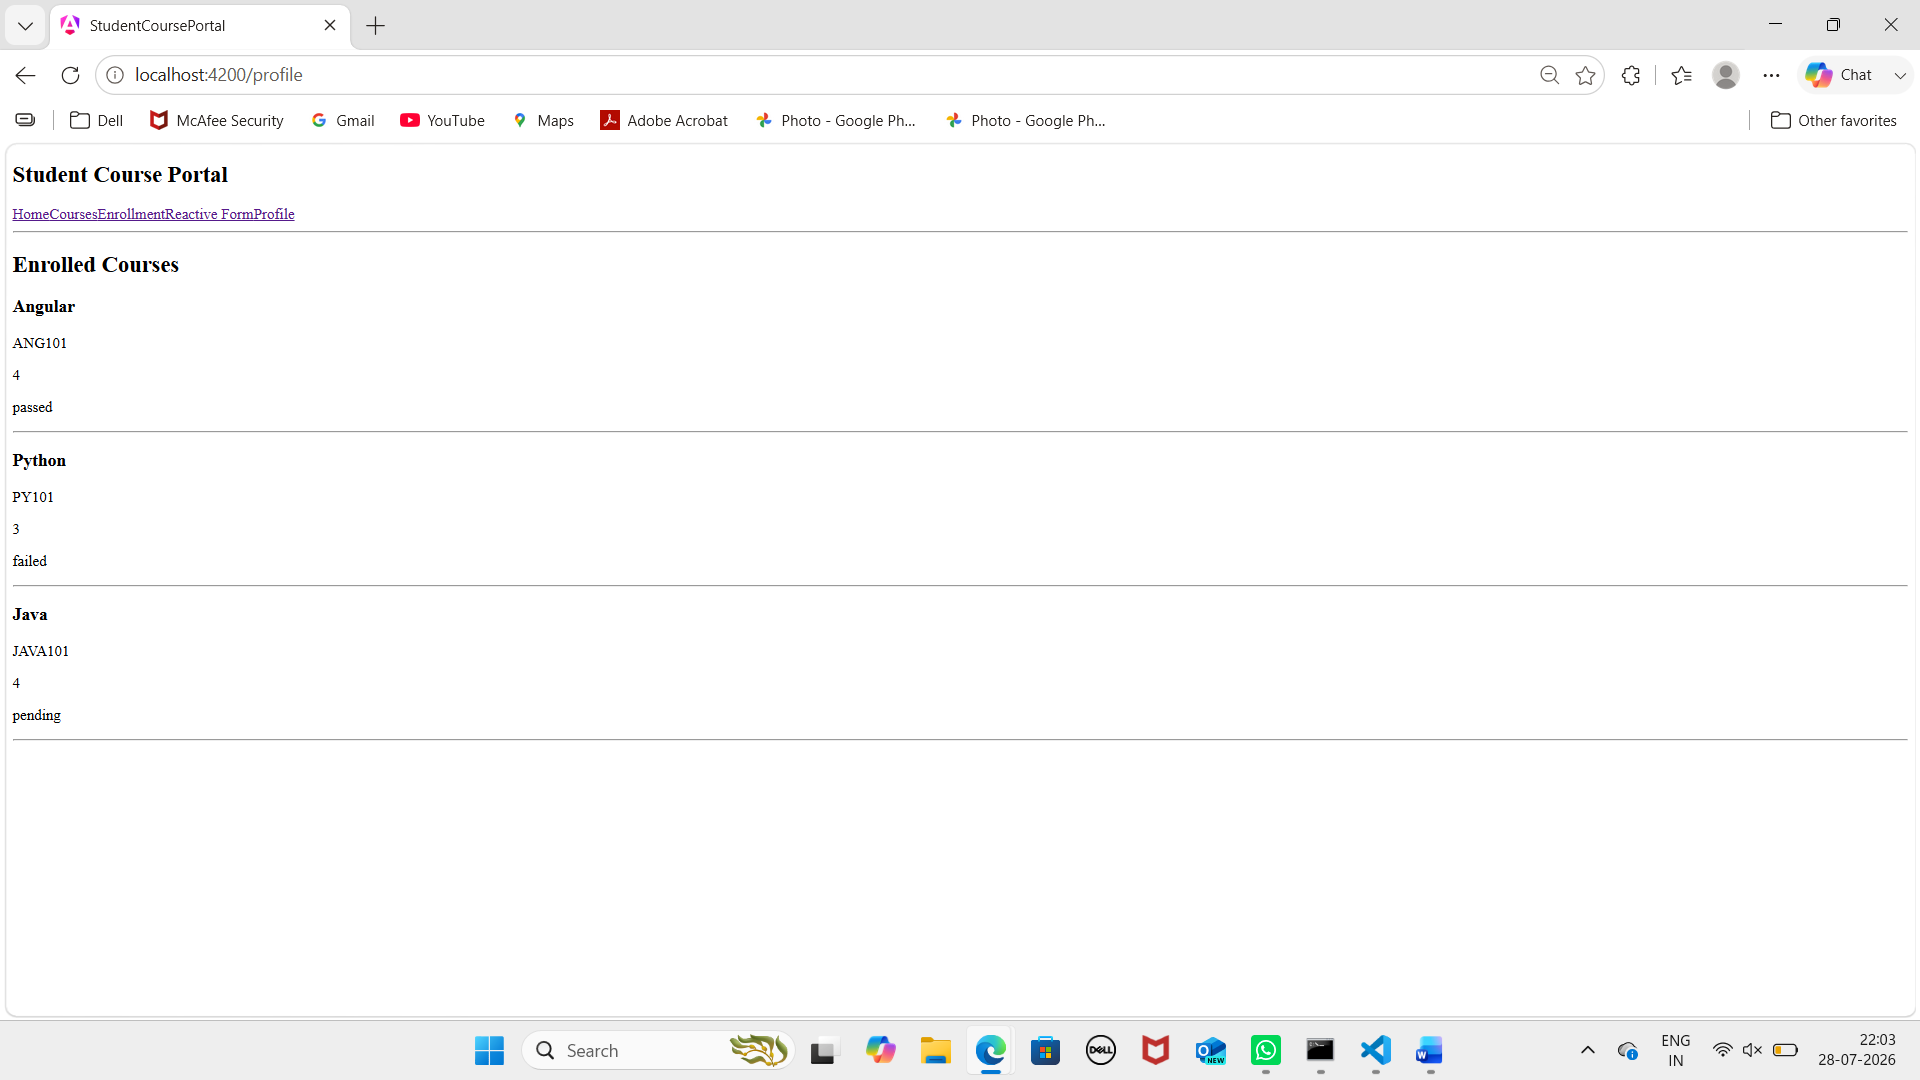 StudentCoursePortal
localhost:4200/profile
Chat
Dell
McAfee Security
Gmail
YouTube
Maps
Adobe Acrobat
Photo - Google Ph...
Photo - Google Ph...
Other favorites
Student Course Portal
HomeCoursesEnrollmentReactive FormProfile
Enrolled Courses
Angular
ANG101
4
passed
Python
PY101
3
failed
Java
JAVA101
4
pending
Search
DELL
NEW
ENG
IN
22:03
28-07-2026